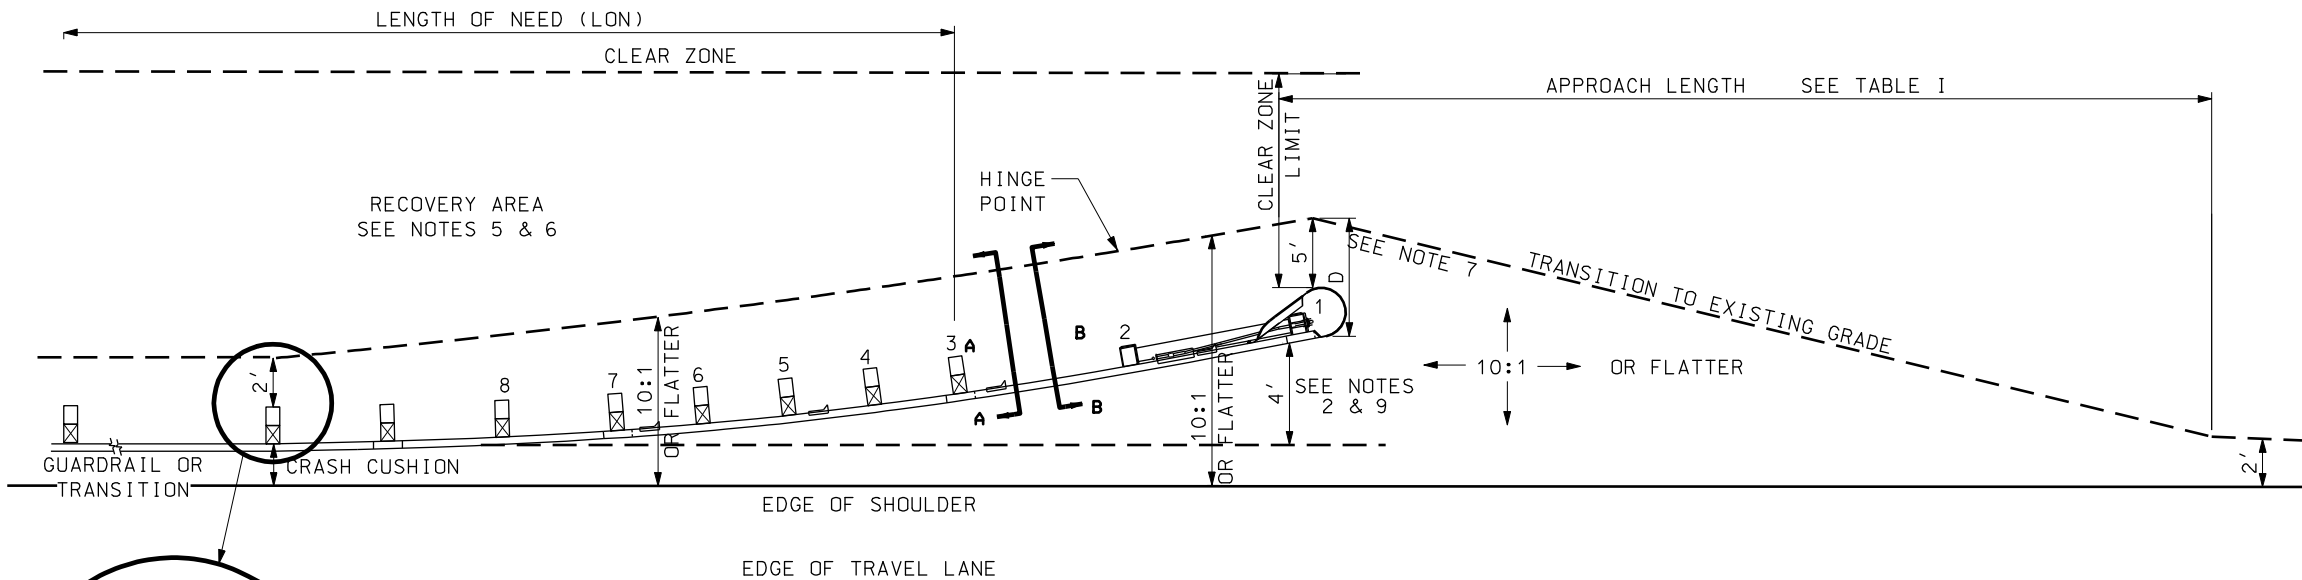 LENGTH OF NEED (LON)
CLEAR ZONE
APPROACH LENGTH SEE TABLE I
CLEAR ZONE
LIMIT
HINGE
POINT
RECOVERY AREA
SEE NOTES 5 & 6
5'
D
SEE NOTE 7
TRANSITION TO EXISTING GRADE
1
2
3
A
B
4
5
6
7
8
2'
10:1
OR FLATTER
10:1
OR FLATTER
4'
SEE NOTES
2 & 9
10:1
OR FLATTER
A
B
2'
GUARDRAIL OR
TRANSITION
CRASH CUSHION
EDGE OF SHOULDER
EDGE OF TRAVEL LANE